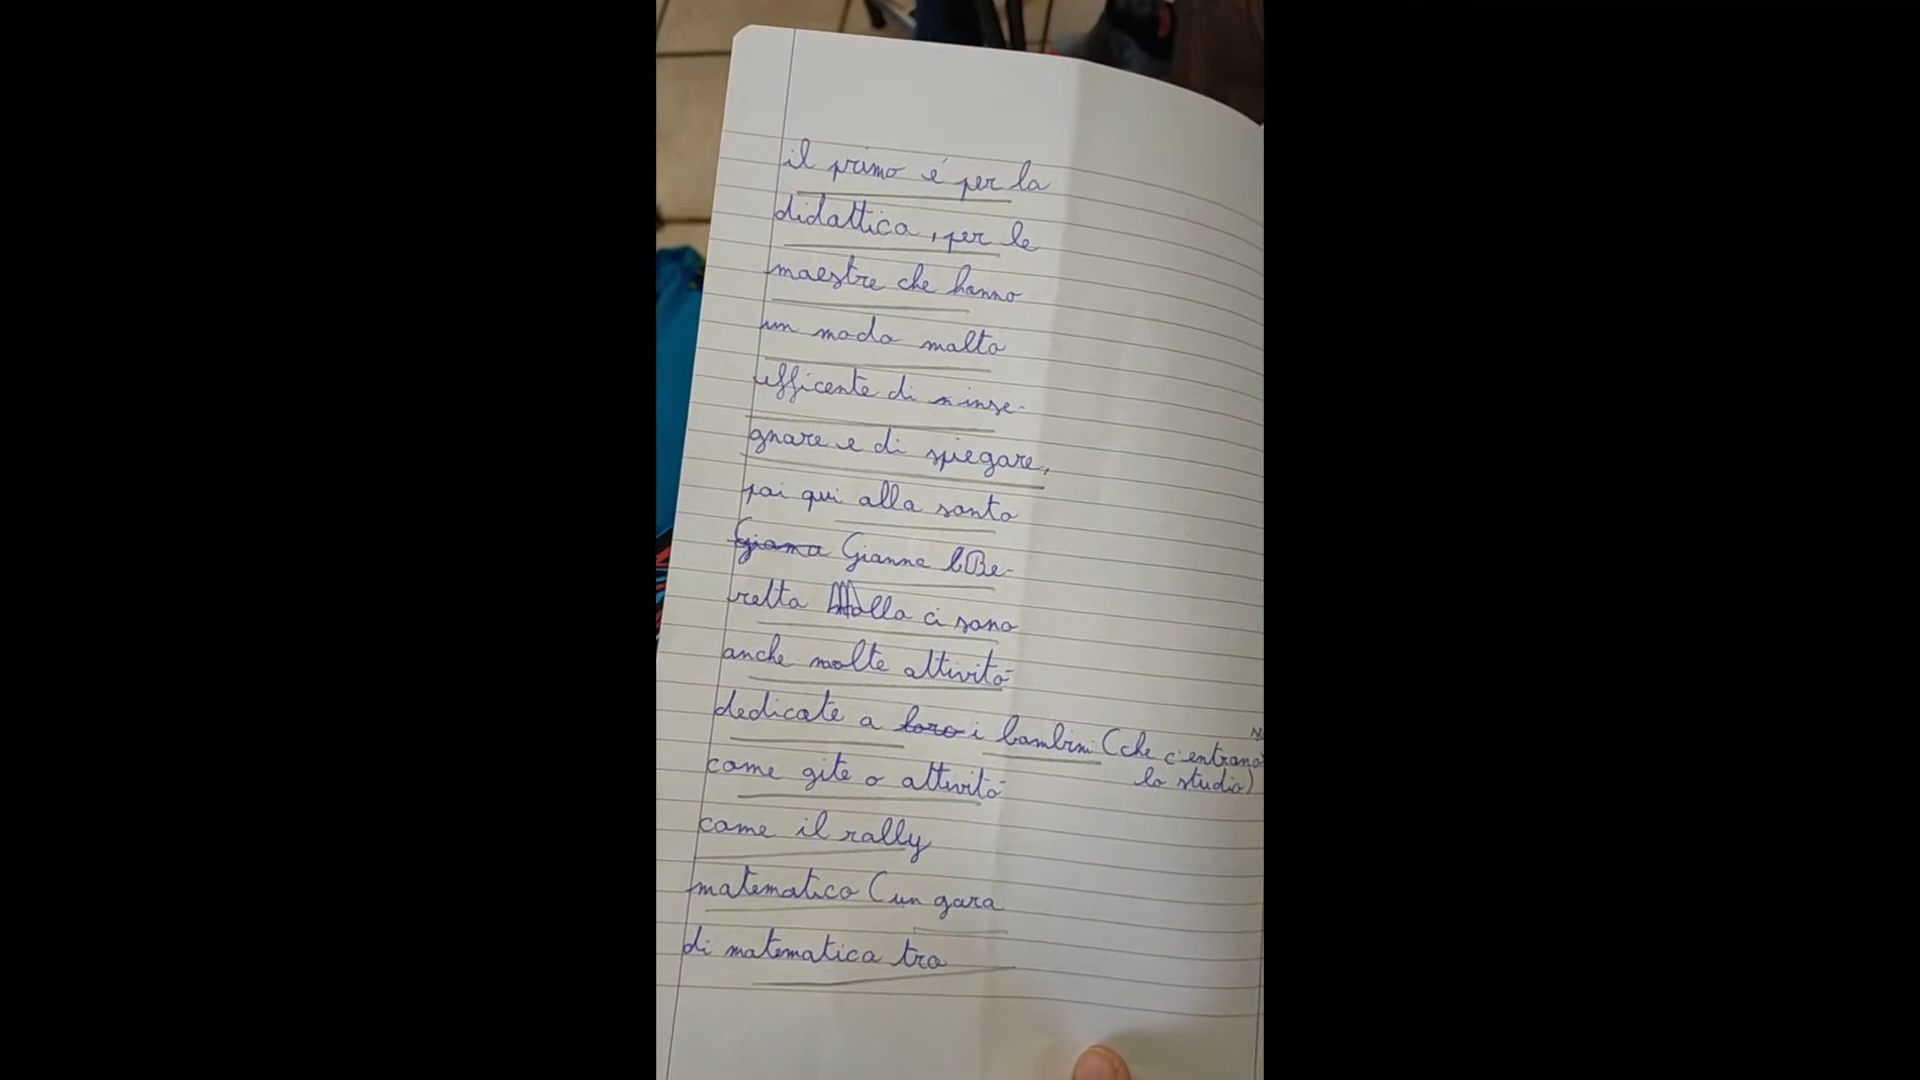 il primo é per la
didattica, per le
maestre che hanno
un modo molto
efficente di inse-
gnare e di spiegare,
poi qui alla santa
Giama Gianna Be-
retta Molla ci sono
anche molte attività
dedicate a loro i bambini (che c'entrano
lo studio)
come gite o attività
come il rally
matematico (un gara
di matematica tra